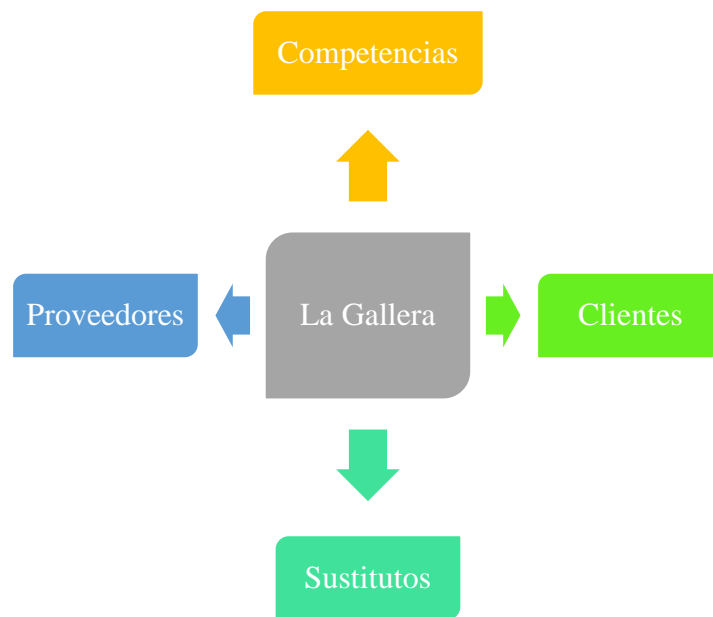 Competencias
Proveedores
La Gallera
Clientes
Sustitutos